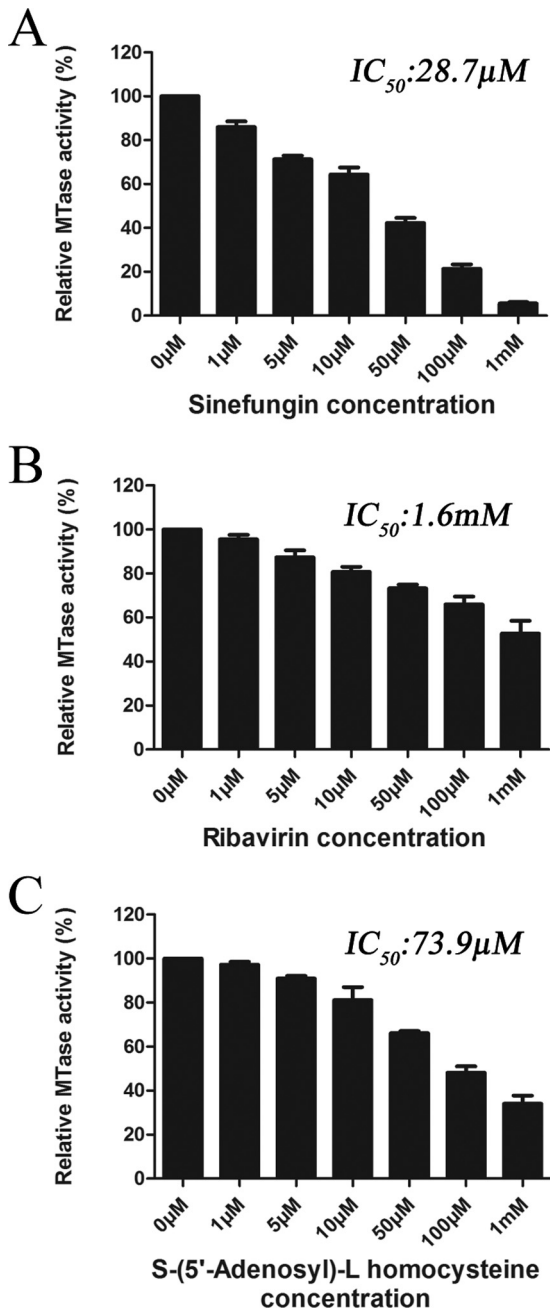 A
Relative MTase activity (%)
120
100
80
60
40
20
0
IC50:28.7µM
0µM
1µM
5µM
10µM
50µM
100µM
1mM
Sinefungin concentration
B
Relative MTase activity (%)
120
100
80
60
40
20
0
IC50:1.6mM
0µM
1µM
5µM
10µM
50µM
100µM
1mM
Ribavirin concentration
C
Relative MTase activity (%)
120
100
80
60
40
20
0
IC50:73.9µM
0µM
1µM
5µM
10µM
50µM
100µM
1mM
S-(5'-Adenosyl)-L homocysteine
concentration